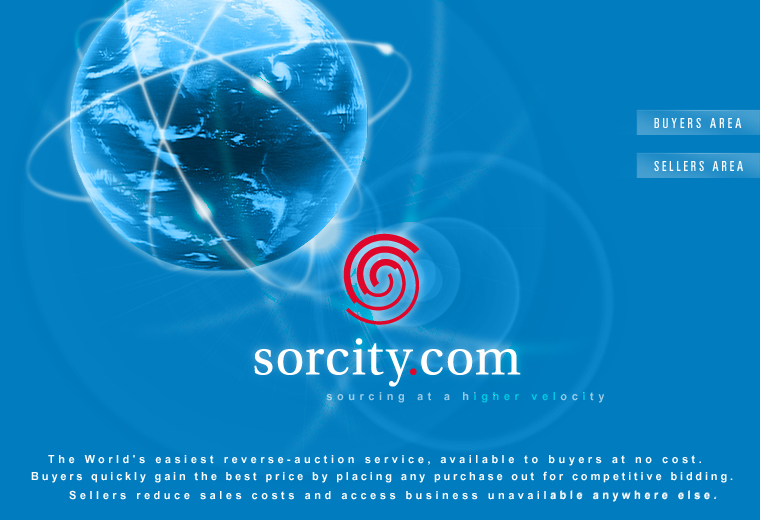 BUYERS AREA
SELLERS AREA
sorcity.com
sourcing at a higher velocity
The World's easiest reverse-auction service, available to buyers at no cost.
Buyers quickly gain the best price by placing any purchase out for competitive bidding.
Sellers reduce sales costs and access business unavailable anywhere else.